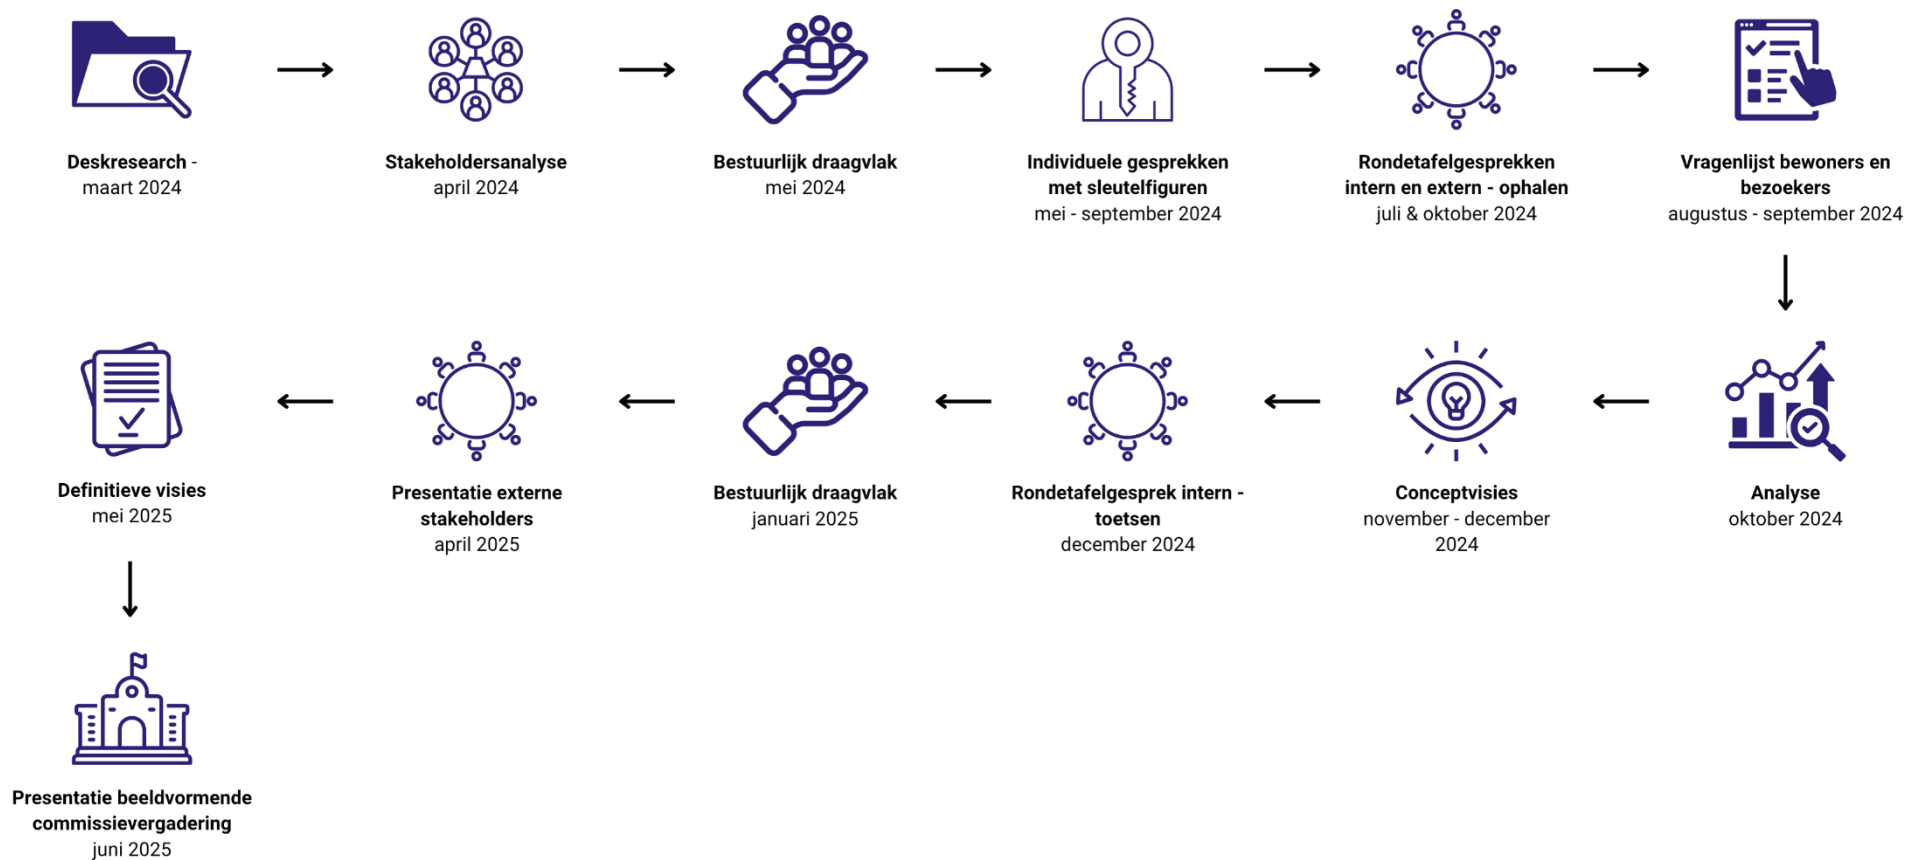 Deskresearch -
maart 2024
Stakeholdersanalyse
april 2024
Bestuurlijk draagvlak
mei 2024
Individuele gesprekken
met sleutelfiguren
mei - september 2024
Rondetafelgesprekken
intern en extern - ophalen
juli & oktober 2024
Vragenlijst bewoners en
bezoekers
augustus - september 2024
Analyse
oktober 2024
Conceptvisies
november - december
2024
Rondetafelgesprek intern -
toetsen
december 2024
Bestuurlijk draagvlak
januari 2025
Presentatie externe
stakeholders
april 2025
Definitieve visies
mei 2025
Presentatie beeldvormende
commissievergadering
juni 2025